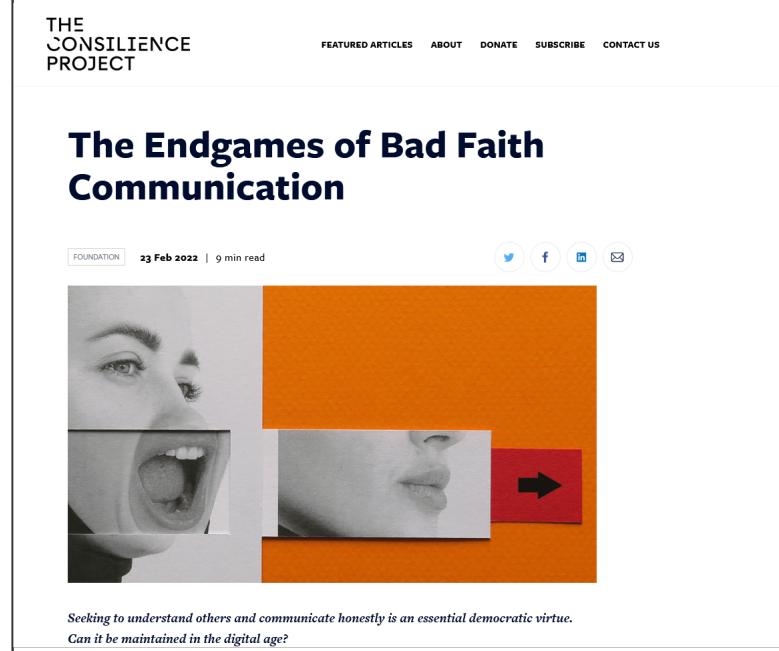 THE
CONSILIENCE
PROJECT
FEATURED ARTICLES ABOUT DONATE SUBSCRIBE CONTACT US
The Endgames of Bad Faith
Communication
FOUNDATION 23 Feb 2022 | 9 min read
Seeking to understand others and communicate honestly is an essential democratic virtue.
Can it be maintained in the digital age?